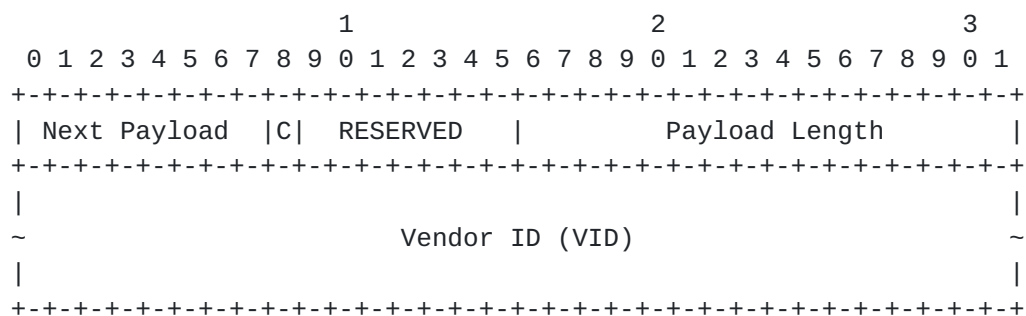 1                   2                   3
 0 1 2 3 4 5 6 7 8 9 0 1 2 3 4 5 6 7 8 9 0 1 2 3 4 5 6 7 8 9 0 1
+-+-+-+-+-+-+-+-+-+-+-+-+-+-+-+-+-+-+-+-+-+-+-+-+-+-+-+-+-+-+-+-+
| Next Payload  |C|  RESERVED   |         Payload Length        |
+-+-+-+-+-+-+-+-+-+-+-+-+-+-+-+-+-+-+-+-+-+-+-+-+-+-+-+-+-+-+-+-+
|                                                               |
~                        Vendor ID (VID)                        ~
|                                                               |
+-+-+-+-+-+-+-+-+-+-+-+-+-+-+-+-+-+-+-+-+-+-+-+-+-+-+-+-+-+-+-+-+